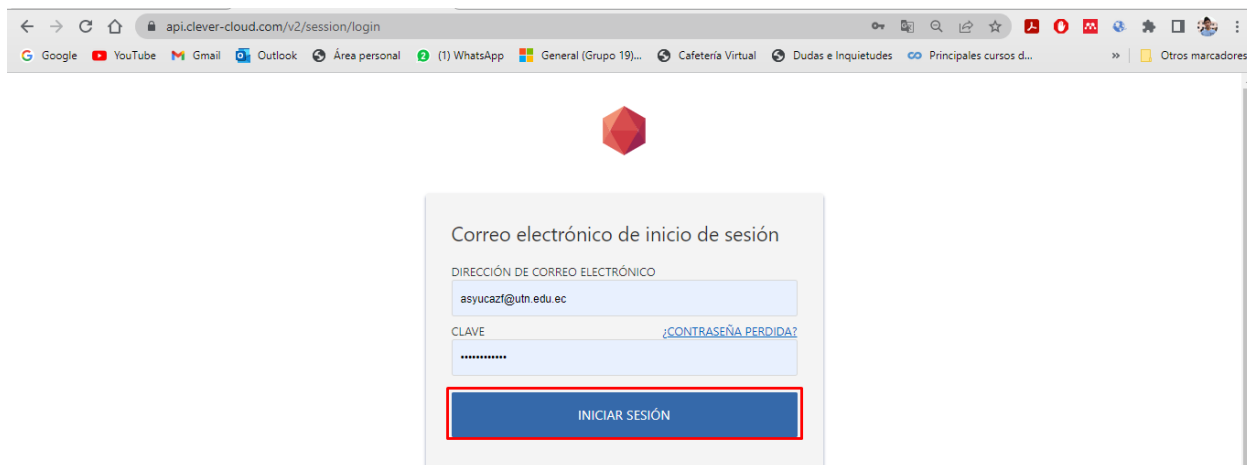 api.clever-cloud.com/v2/session/login
Google YouTube Gmail Outlook Área personal (1) WhatsApp General (Grupo 19)... Cafetería Virtual Dudas e Inquietudes Principales cursos d... » Otros marcadores
Correo electrónico de inicio de sesión
DIRECCIÓN DE CORREO ELECTRÓNICO
asyucazf@utn.edu.ec
CLAVE ¿CONTRASEÑA PERDIDA?
••••••••••••
INICIAR SESIÓN